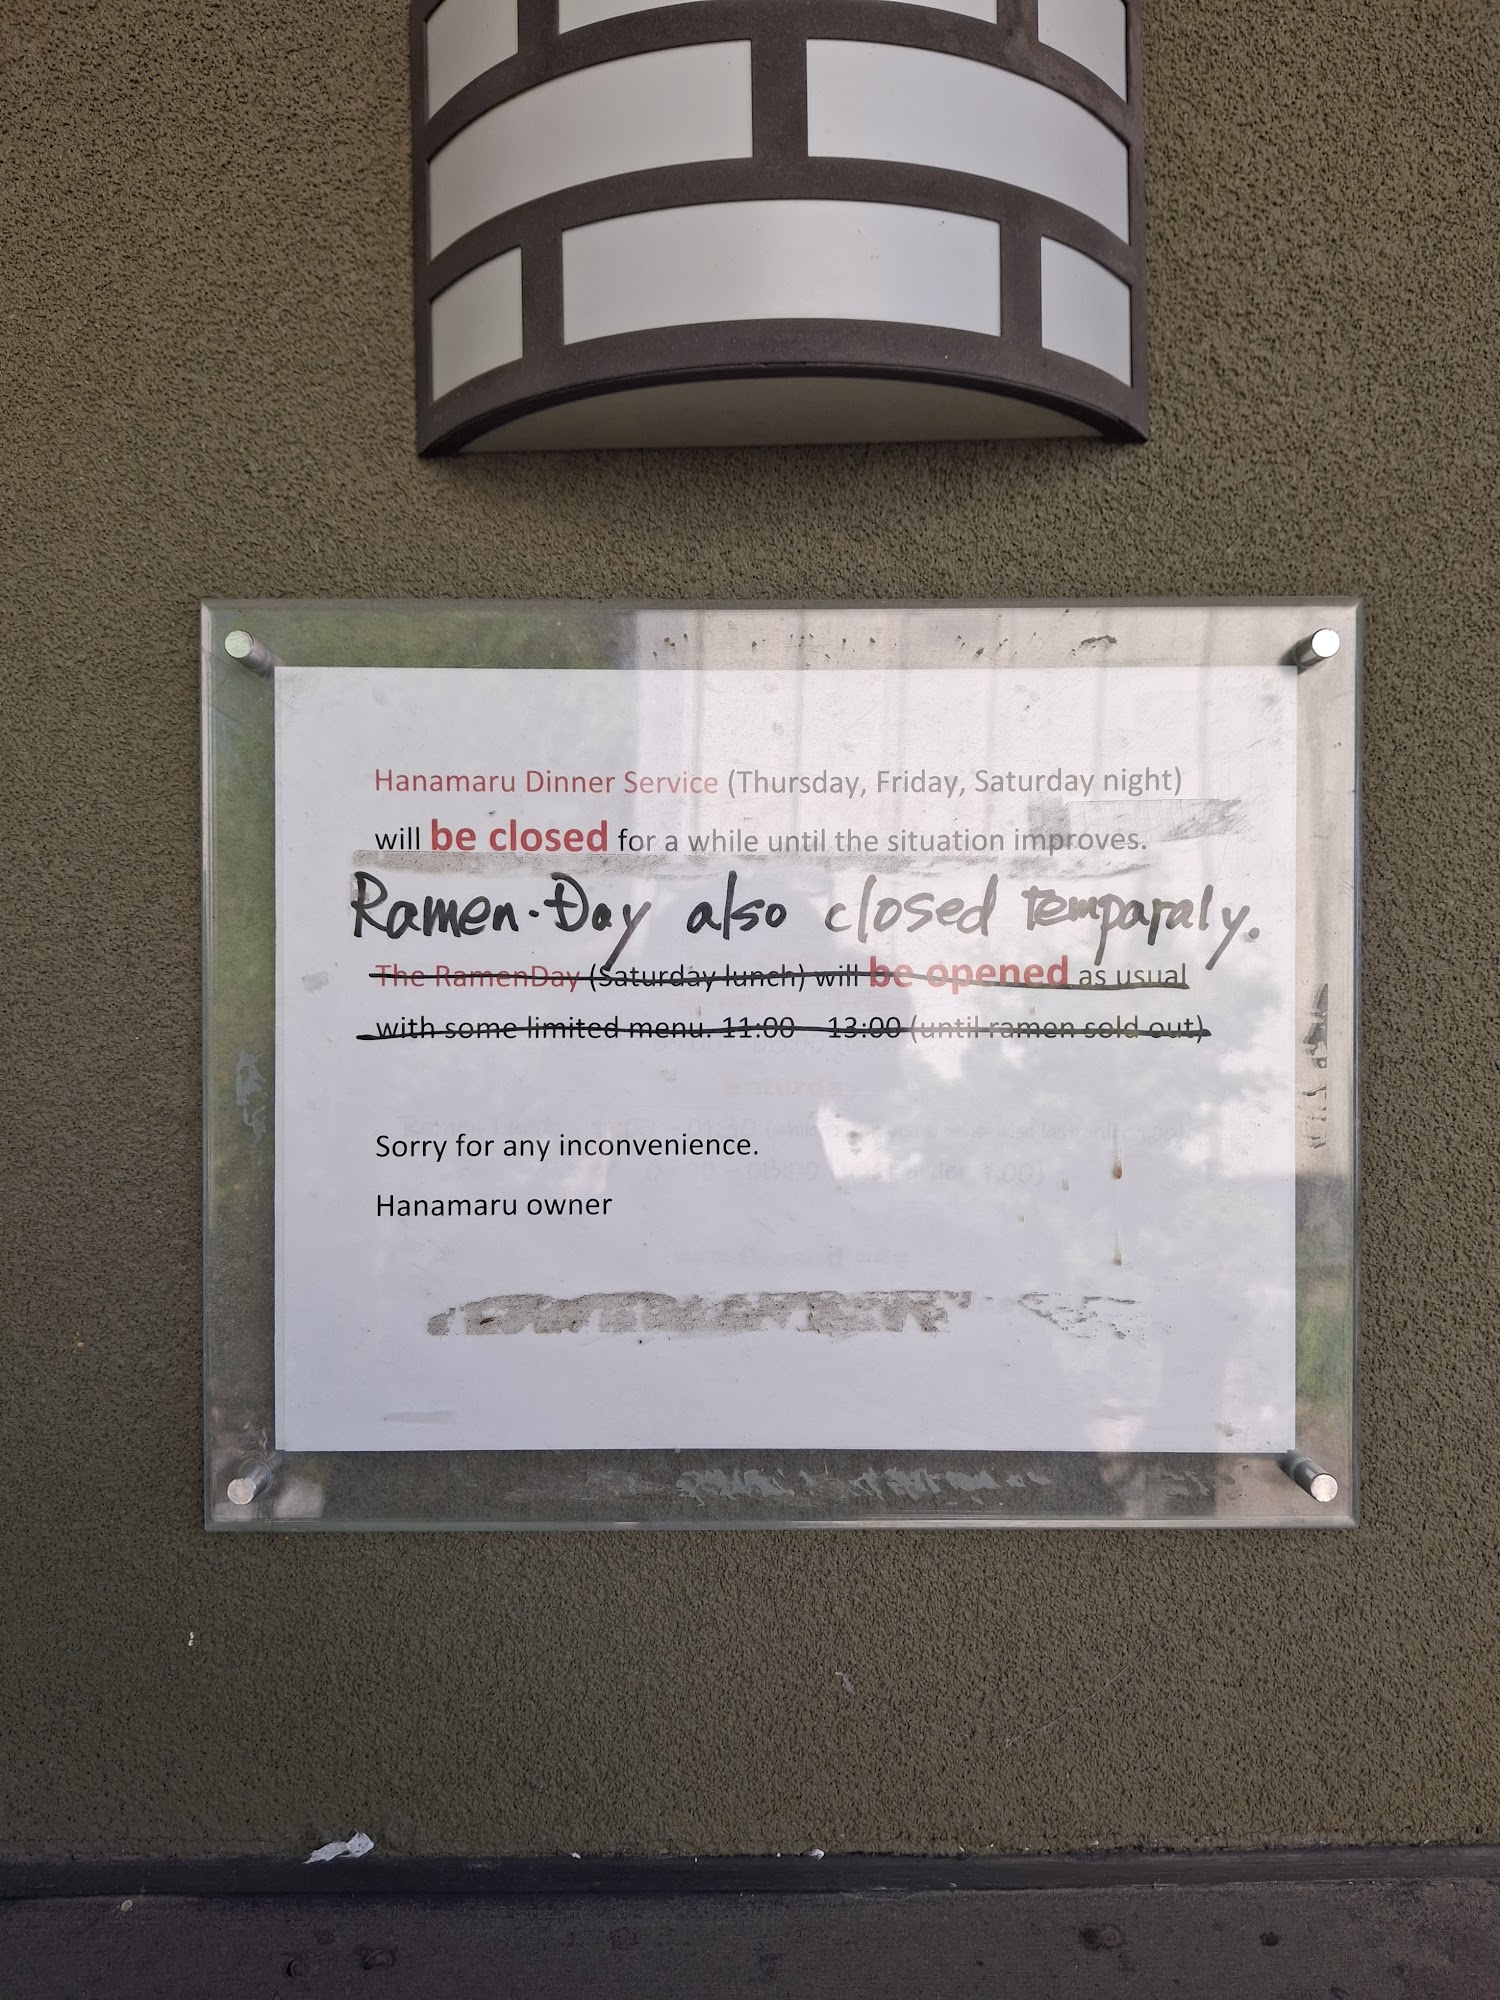 Hanamaru Dinner Service (Thursday, Friday, Saturday night)
will be closed for a while until the situation improves.
Ramen-Day also closed temparaly.
The RamenDay (Saturday lunch) will be opened as usual
with some limited menu. 11:00 – 13:00 (until ramen sold out)
Sorry for any inconvenience.
Hanamaru owner